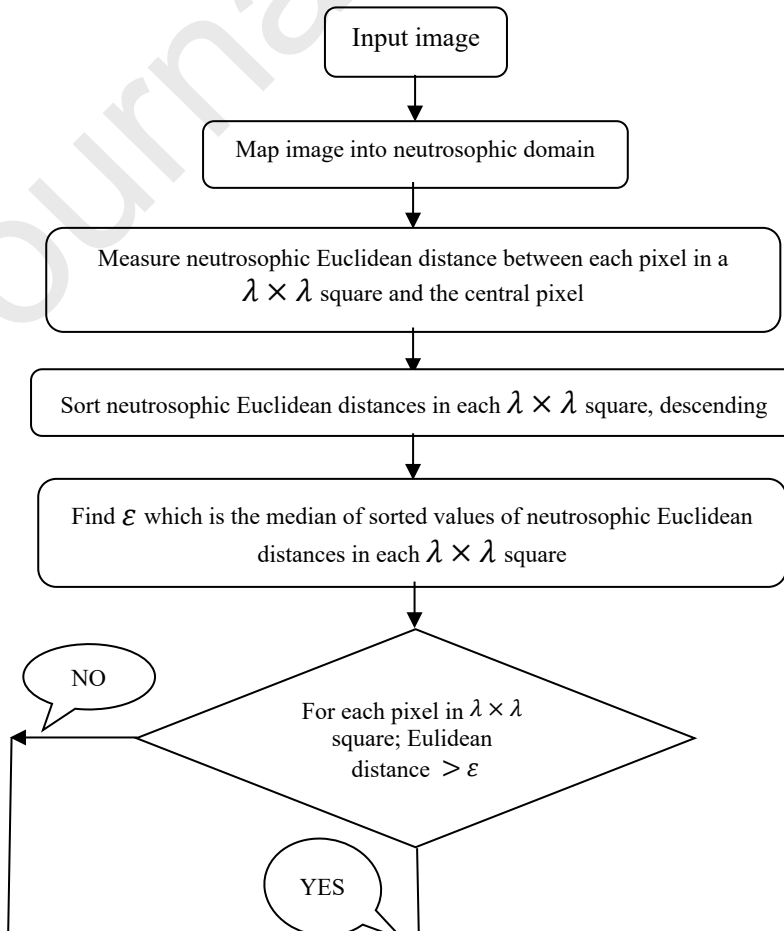 Input image
Map image into neutrosophic domain
Measure neutrosophic Euclidean distance between each pixel in a
λ × λ square and the central pixel
Sort neutrosophic Euclidean distances in each λ × λ square, descending
Find ε which is the median of sorted values of neutrosophic Euclidean
distances in each λ × λ square
NO
For each pixel in λ × λ
square; Eulidean
distance > ε
YES